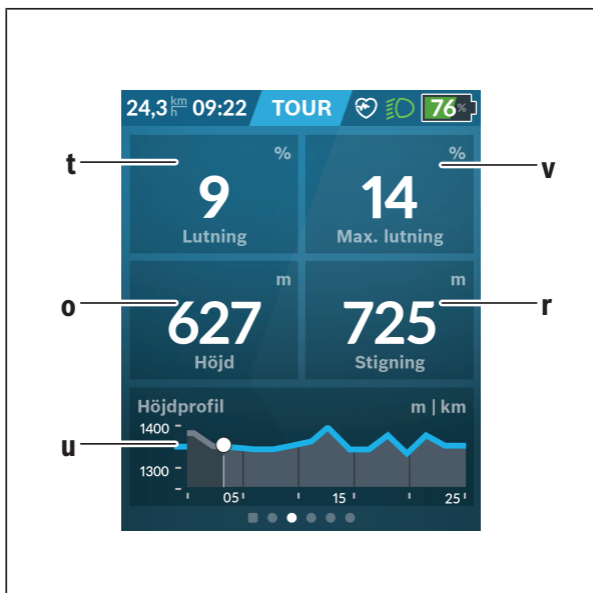 24,3 km/h 09:22 TOUR 76%
t % v %
9 14
Lutning Max. lutning
o m r m
627 725
Höjd Stigning
Höjdprofil m | km
u 1400
1300
05 15 25